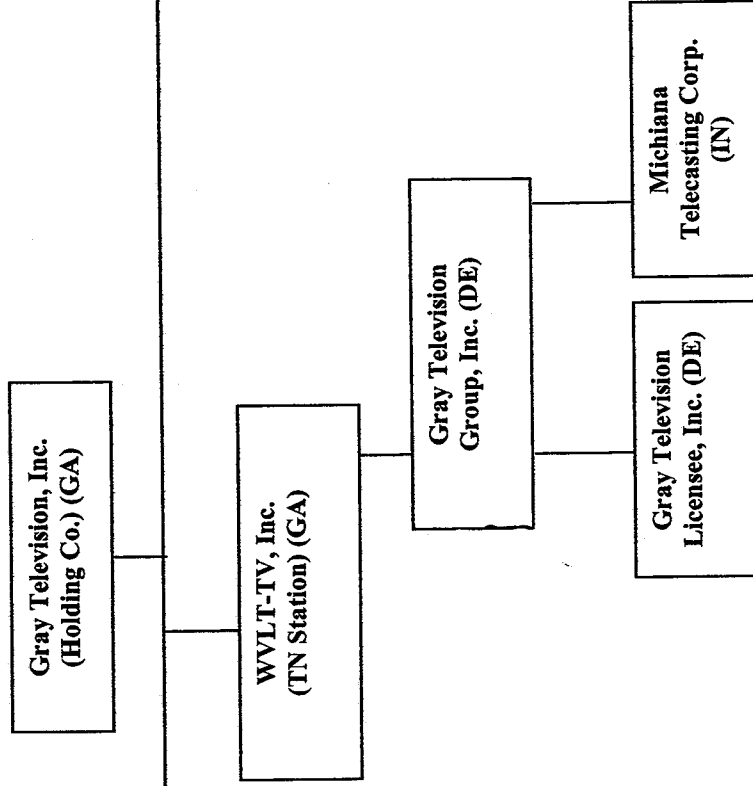 Gray Television, Inc.
(Holding Co.) (GA)
WVLT-TV, Inc.
(TN Station) (GA)
Gray Television
Group, Inc. (DE)
Gray Television
Licensee, Inc. (DE)
Michiana
Telecasting Corp.
(IN)